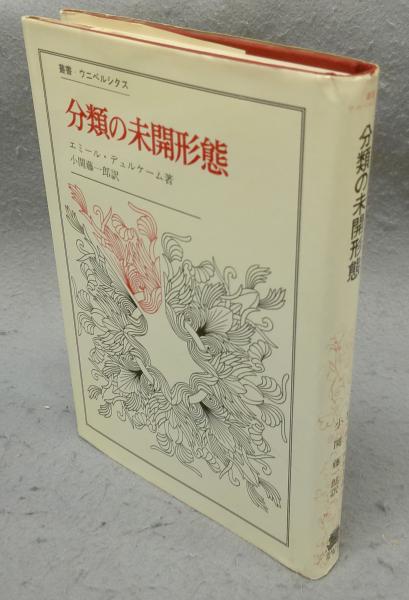 叢書・ウニベルシタス
分類の未開形態
エミール・デュルケーム著
小関藤一郎訳
分類の未開形態
小関藤一郎訳